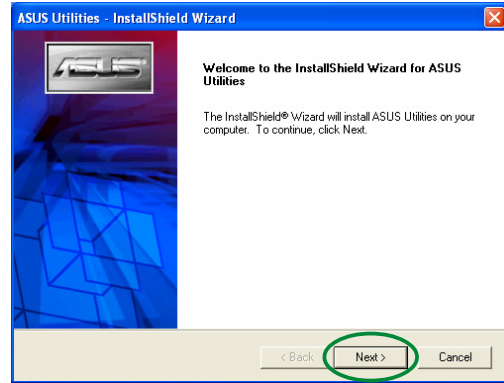 ASUS Utilities - InstallShield Wizard
ASUS
Welcome to the InstallShield Wizard for ASUS
Utilities
The InstallShield® Wizard will install ASUS Utilities on your
computer. To continue, click Next.
< Back
Next >
Cancel